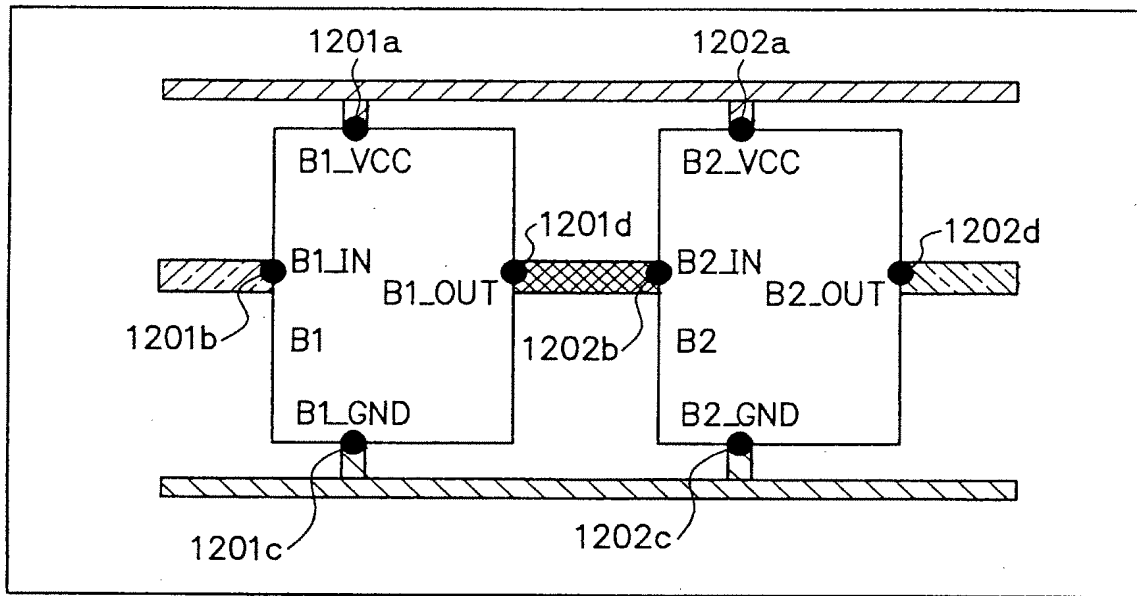 1201a
1202a
B1_VCC
B2_VCC
1201d
1202d
B1_IN
B2_IN
B1_OUT
B2_OUT
1201b
B1
1202b
B2
B1_GND
B2_GND
1201c
1202c